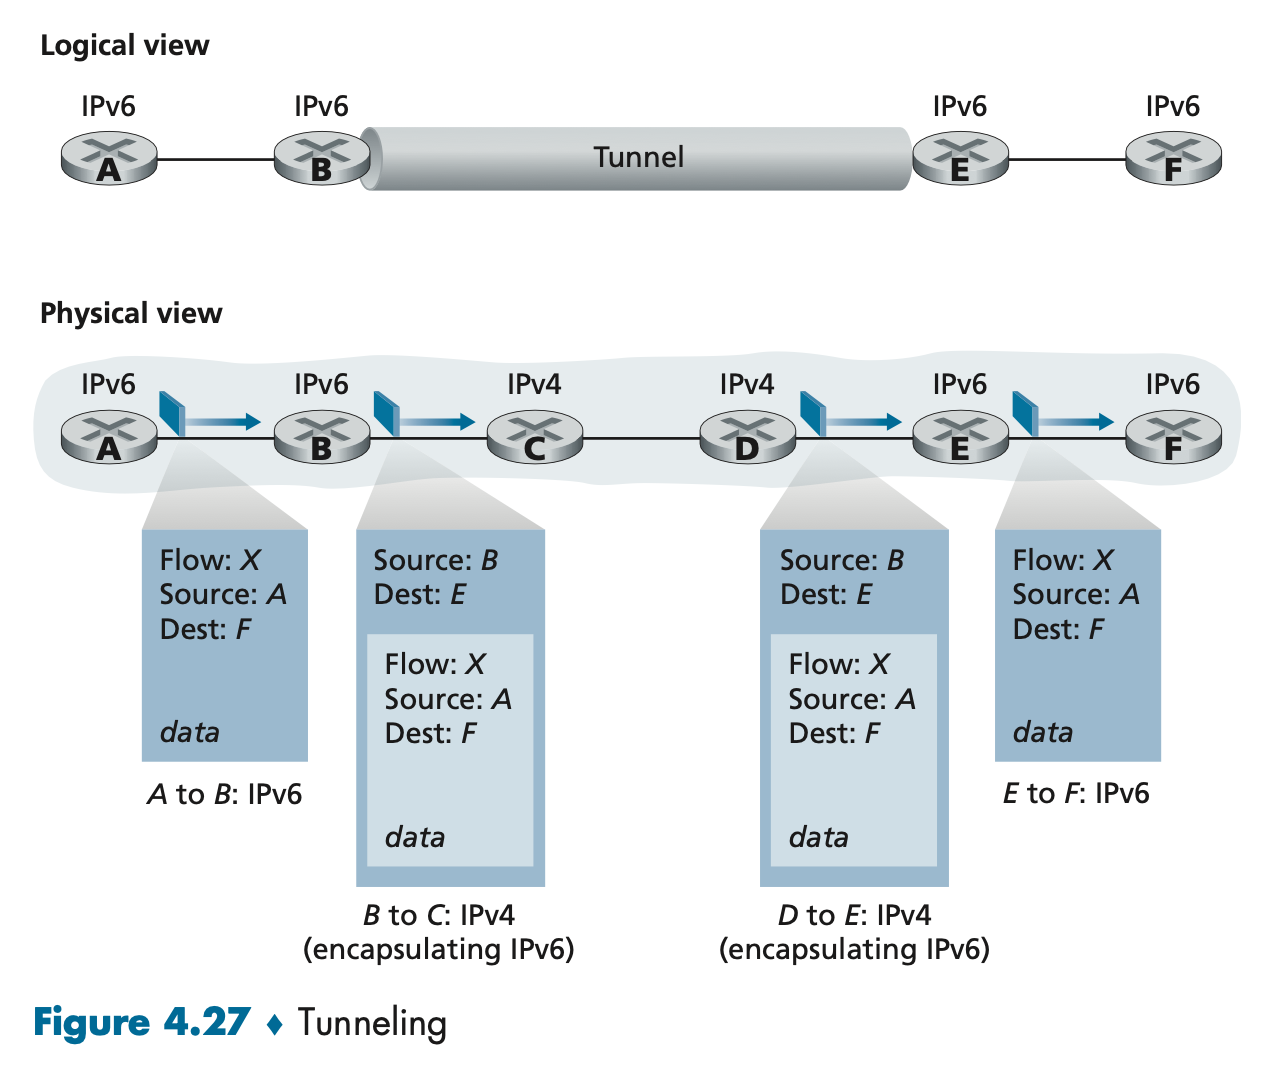 Logical view
IPv6 IPv6 IPv6 IPv6
A B Tunnel E F
Physical view
IPv6 IPv6 IPv4 IPv4 IPv6 IPv6
A B C D E F
Flow: X
Source: A
Dest: F
data
A to B: IPv6
Source: B
Dest: E
Flow: X
Source: A
Dest: F
data
B to C: IPv4
(encapsulating IPv6)
Source: B
Dest: E
Flow: X
Source: A
Dest: F
data
D to E: IPv4
(encapsulating IPv6)
Flow: X
Source: A
Dest: F
data
E to F: IPv6
Figure 4.27 ♦ Tunneling